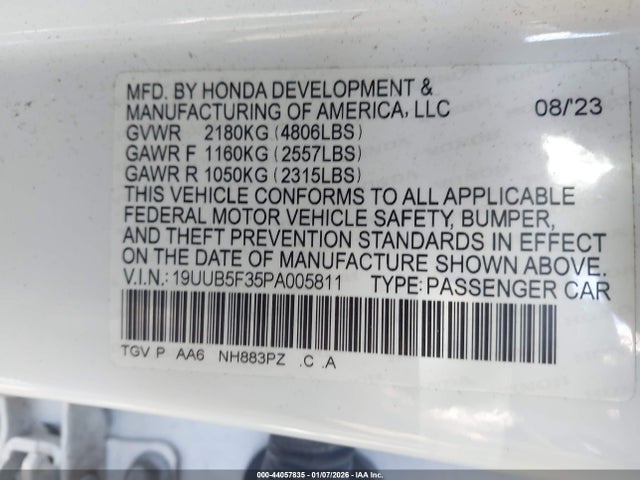 MFD. BY HONDA DEVELOPMENT &
MANUFACTURING OF AMERICA, LLC 08/'23
GVWR 2180KG (4806LBS)
GAWR F 1160KG (2557LBS)
GAWR R 1050KG (2315LBS)
THIS VEHICLE CONFORMS TO ALL APPLICABLE
FEDERAL MOTOR VEHICLE SAFETY, BUMPER,
AND THEFT PREVENTION STANDARDS IN EFFECT
ON THE DATE OF MANUFACTURE SHOWN ABOVE.
V.I.N.: 19UUB5F35PA005811 TYPE: PASSENGER CAR
TGV P AA6 NH883PZ .C .A
000-44057835 | 01/07/2026 | IAA Inc.